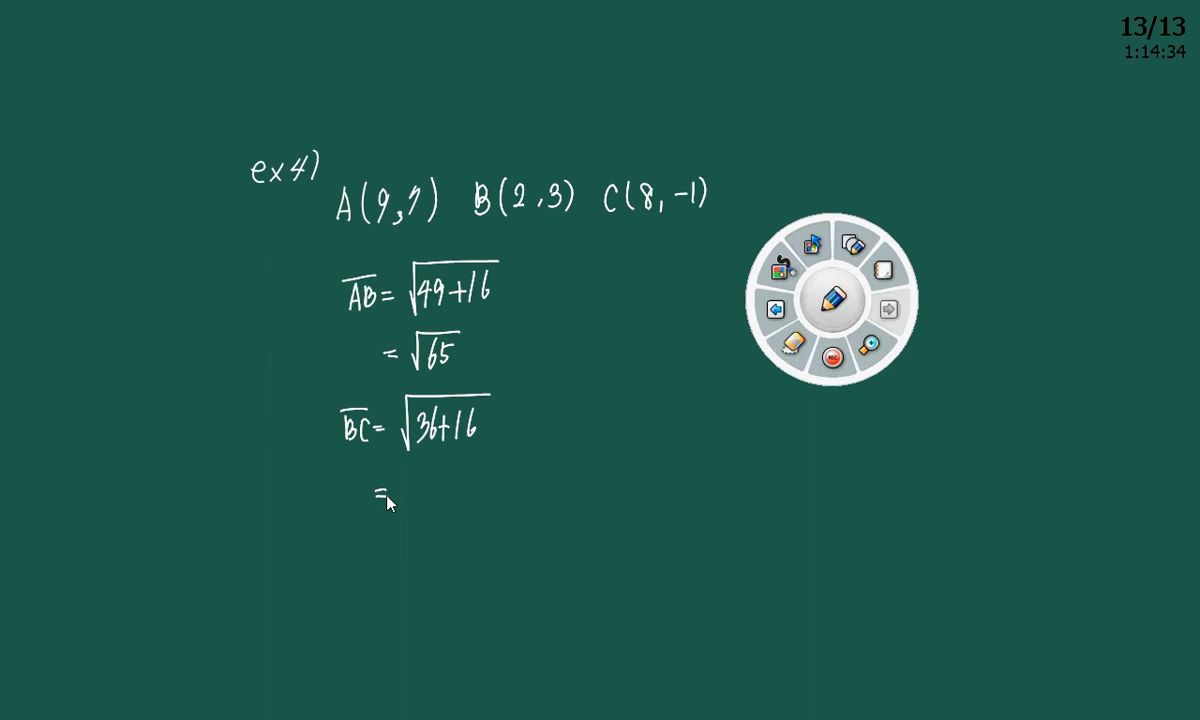 13/13
1:14:34
ex4)
A(9,7) B(2,3) C(8,-1)
AB = √49+16
= √65
BC = √36+16
=